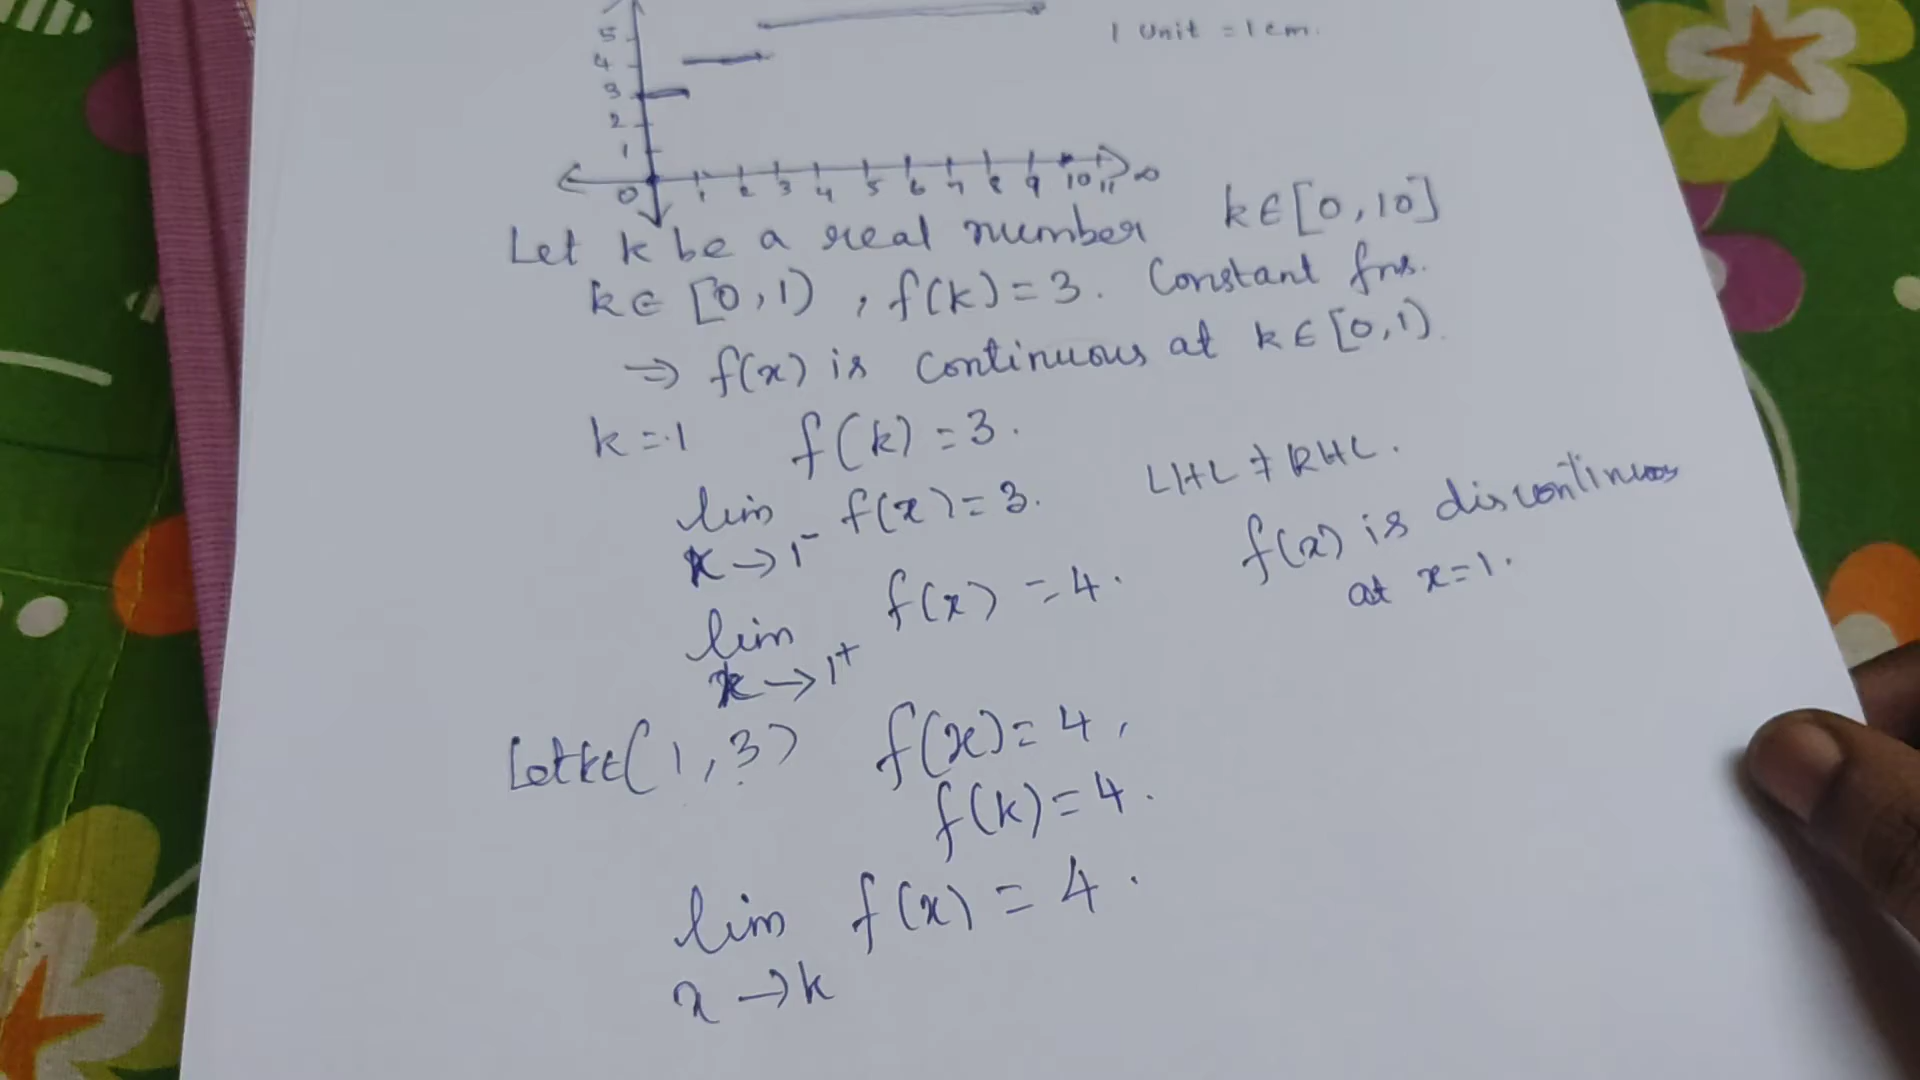 5
1 Unit = 1cm.
4
3
2
1
0 1 2 3 4 5 6 7 8 9 10 11 ∞
Let k be a real number k∈[0,10]
k∈ [0,1) , f(k)=3. Constant fns.
⇒ f(x) is continuous at k∈[0,1).
k=1 f(k)=3.
lim f(x)=3. LHL ≠ RHL.
x→1⁻ f(x) is discontinuous
lim f(x) =4. at x=1.
x→1⁺
Let k∈(1,3) f(x)=4,
f(k)=4.
lim f(x) = 4.
x→k